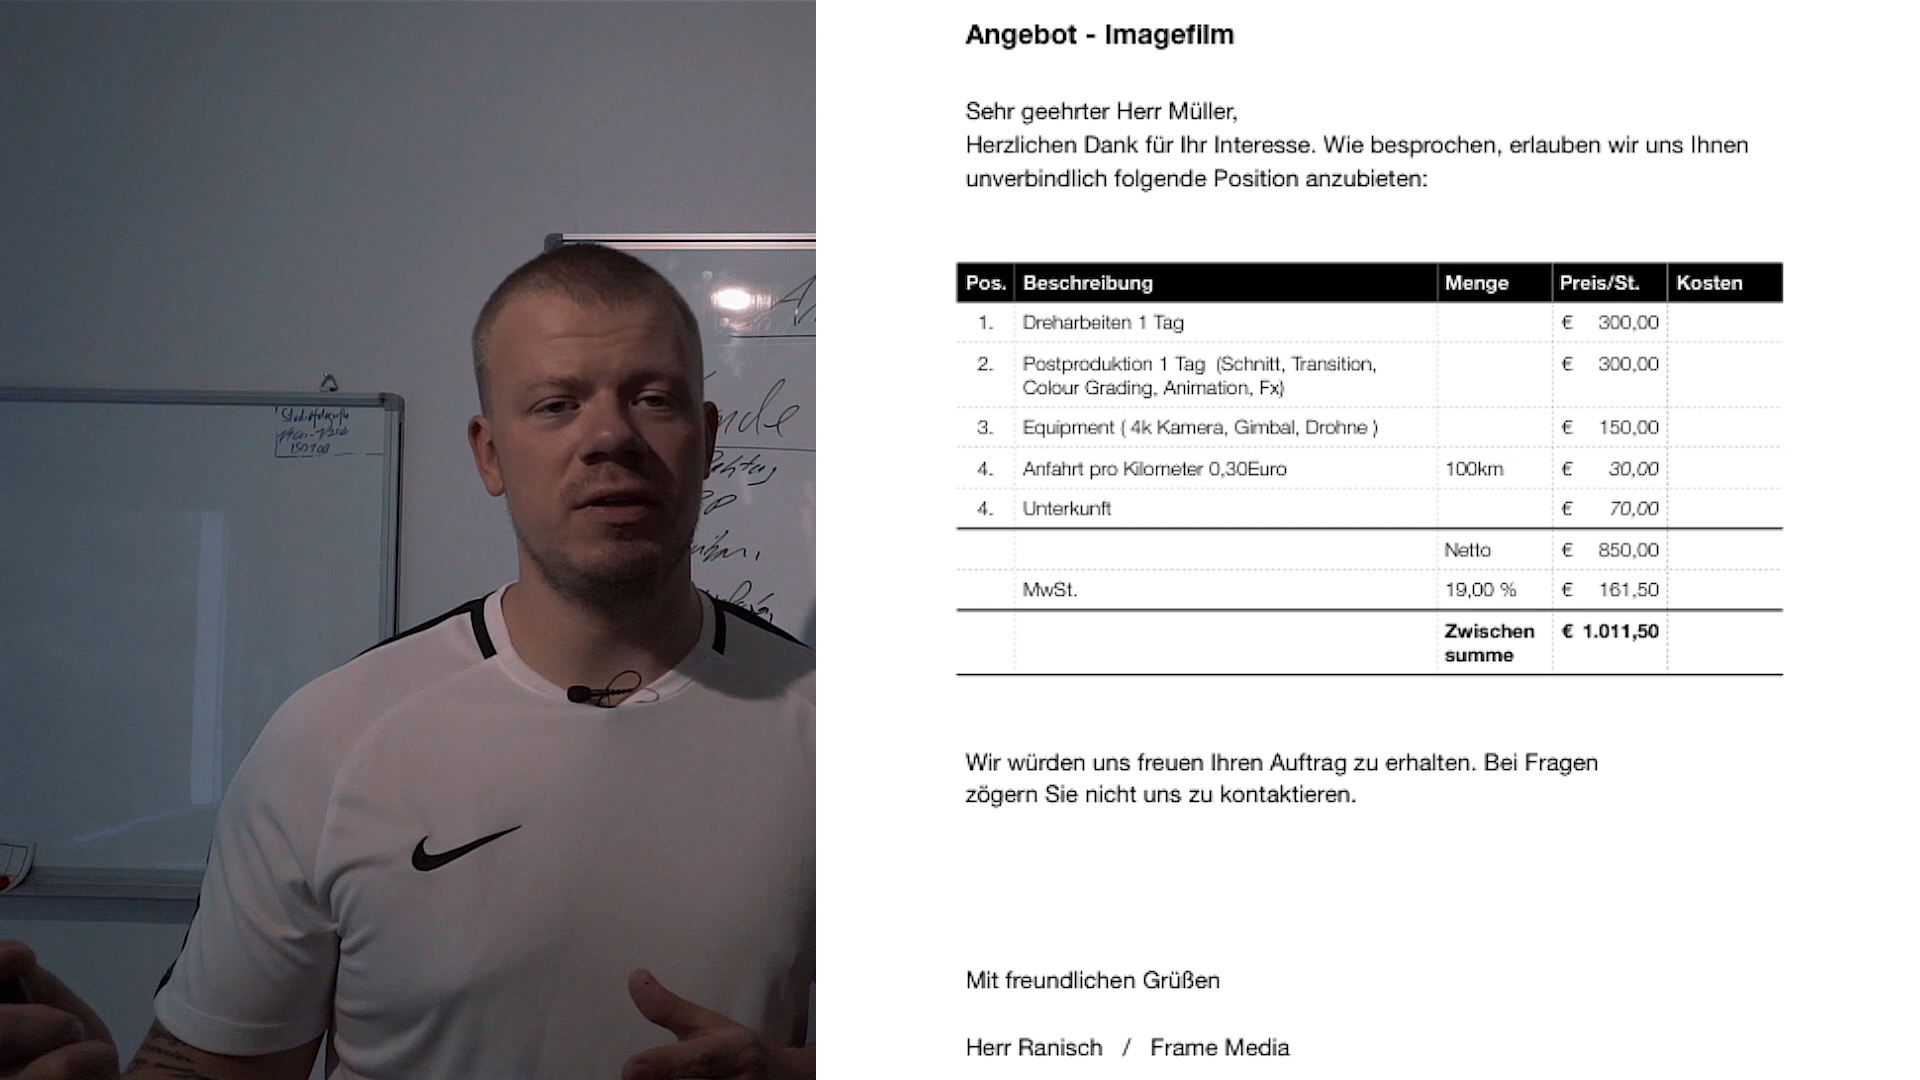 Studiofotografie
ISO100
Angebot - Imagefilm
Sehr geehrter Herr Müller,
Herzlichen Dank für Ihr Interesse. Wie besprochen, erlauben wir uns Ihnen
unverbindlich folgende Position anzubieten:
Pos. Beschreibung Menge Preis/St. Kosten
1. Dreharbeiten 1 Tag € 300,00
2. Postproduktion 1 Tag (Schnitt, Transition, € 300,00
Colour Grading, Animation, Fx)
3. Equipment ( 4k Kamera, Gimbal, Drohne ) € 150,00
4. Anfahrt pro Kilometer 0,30Euro 100km € 30,00
4. Unterkunft € 70,00
Netto € 850,00
MwSt. 19,00 % € 161,50
Zwischen € 1.011,50
summe
Wir würden uns freuen Ihren Auftrag zu erhalten. Bei Fragen
zögern Sie nicht uns zu kontaktieren.
Mit freundlichen Grüßen
Herr Ranisch / Frame Media